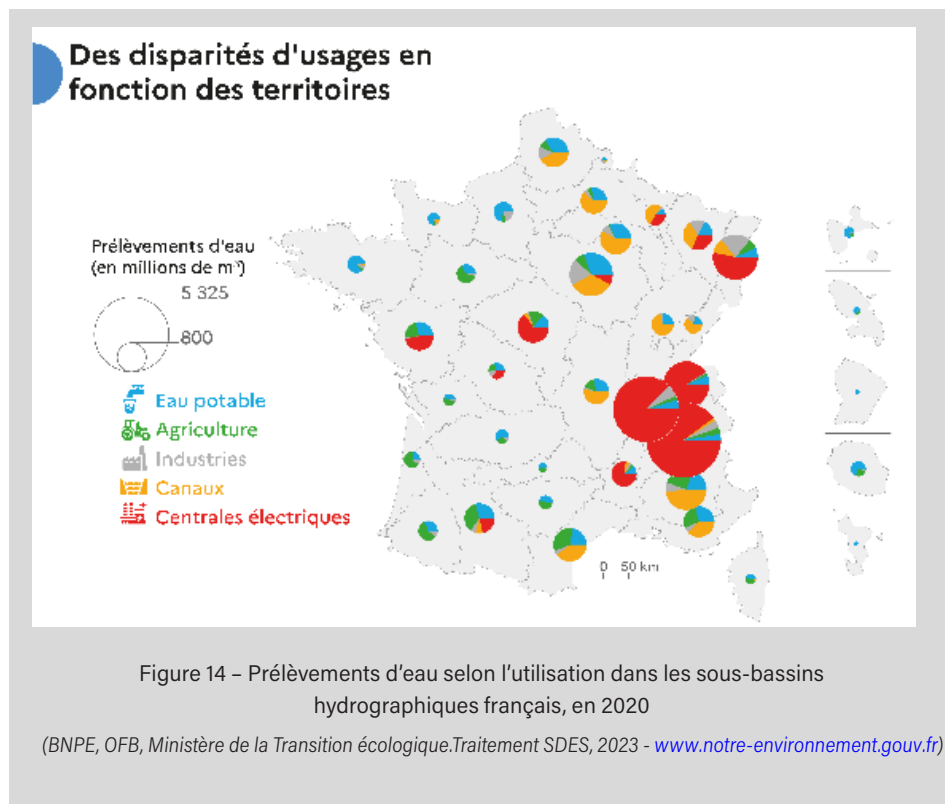 Des disparités d'usages en
fonction des territoires
Prélèvements d'eau
(en millions de m³)
5 325
800
Eau potable
Agriculture
Industries
Canaux
Centrales électriques
0 50 km
Figure 14 – Prélèvements d’eau selon l’utilisation dans les sous-bassins
hydrographiques français, en 2020
(BNPE, OFB, Ministère de la Transition écologique.Traitement SDES, 2023 - www.notre-environnement.gouv.fr)